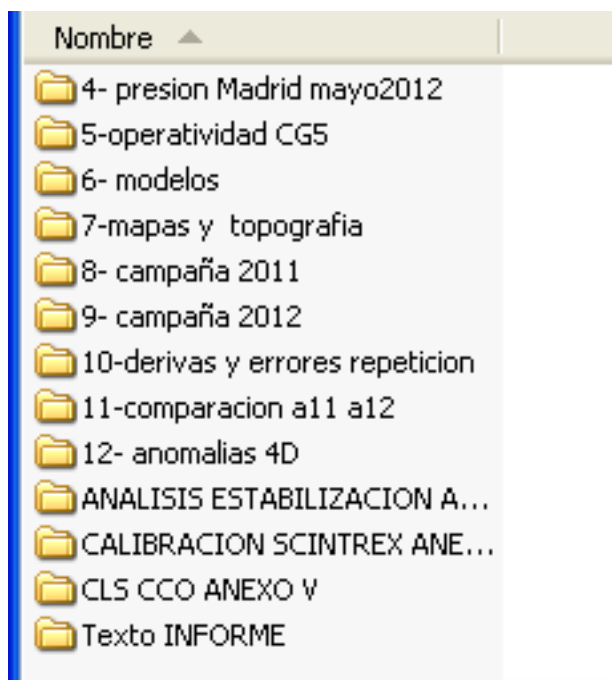 Nombre
4- presion Madrid mayo2012
5-operatividad CG5
6- modelos
7-mapas y  topografia
8- campaña 2011
9- campaña 2012
10-derivas y errores repeticion
11-comparacion a11 a12
12- anomalias 4D
ANALISIS ESTABILIZACION A...
CALIBRACION SCINTREX ANE...
CLS CCO ANEXO V
Texto INFORME